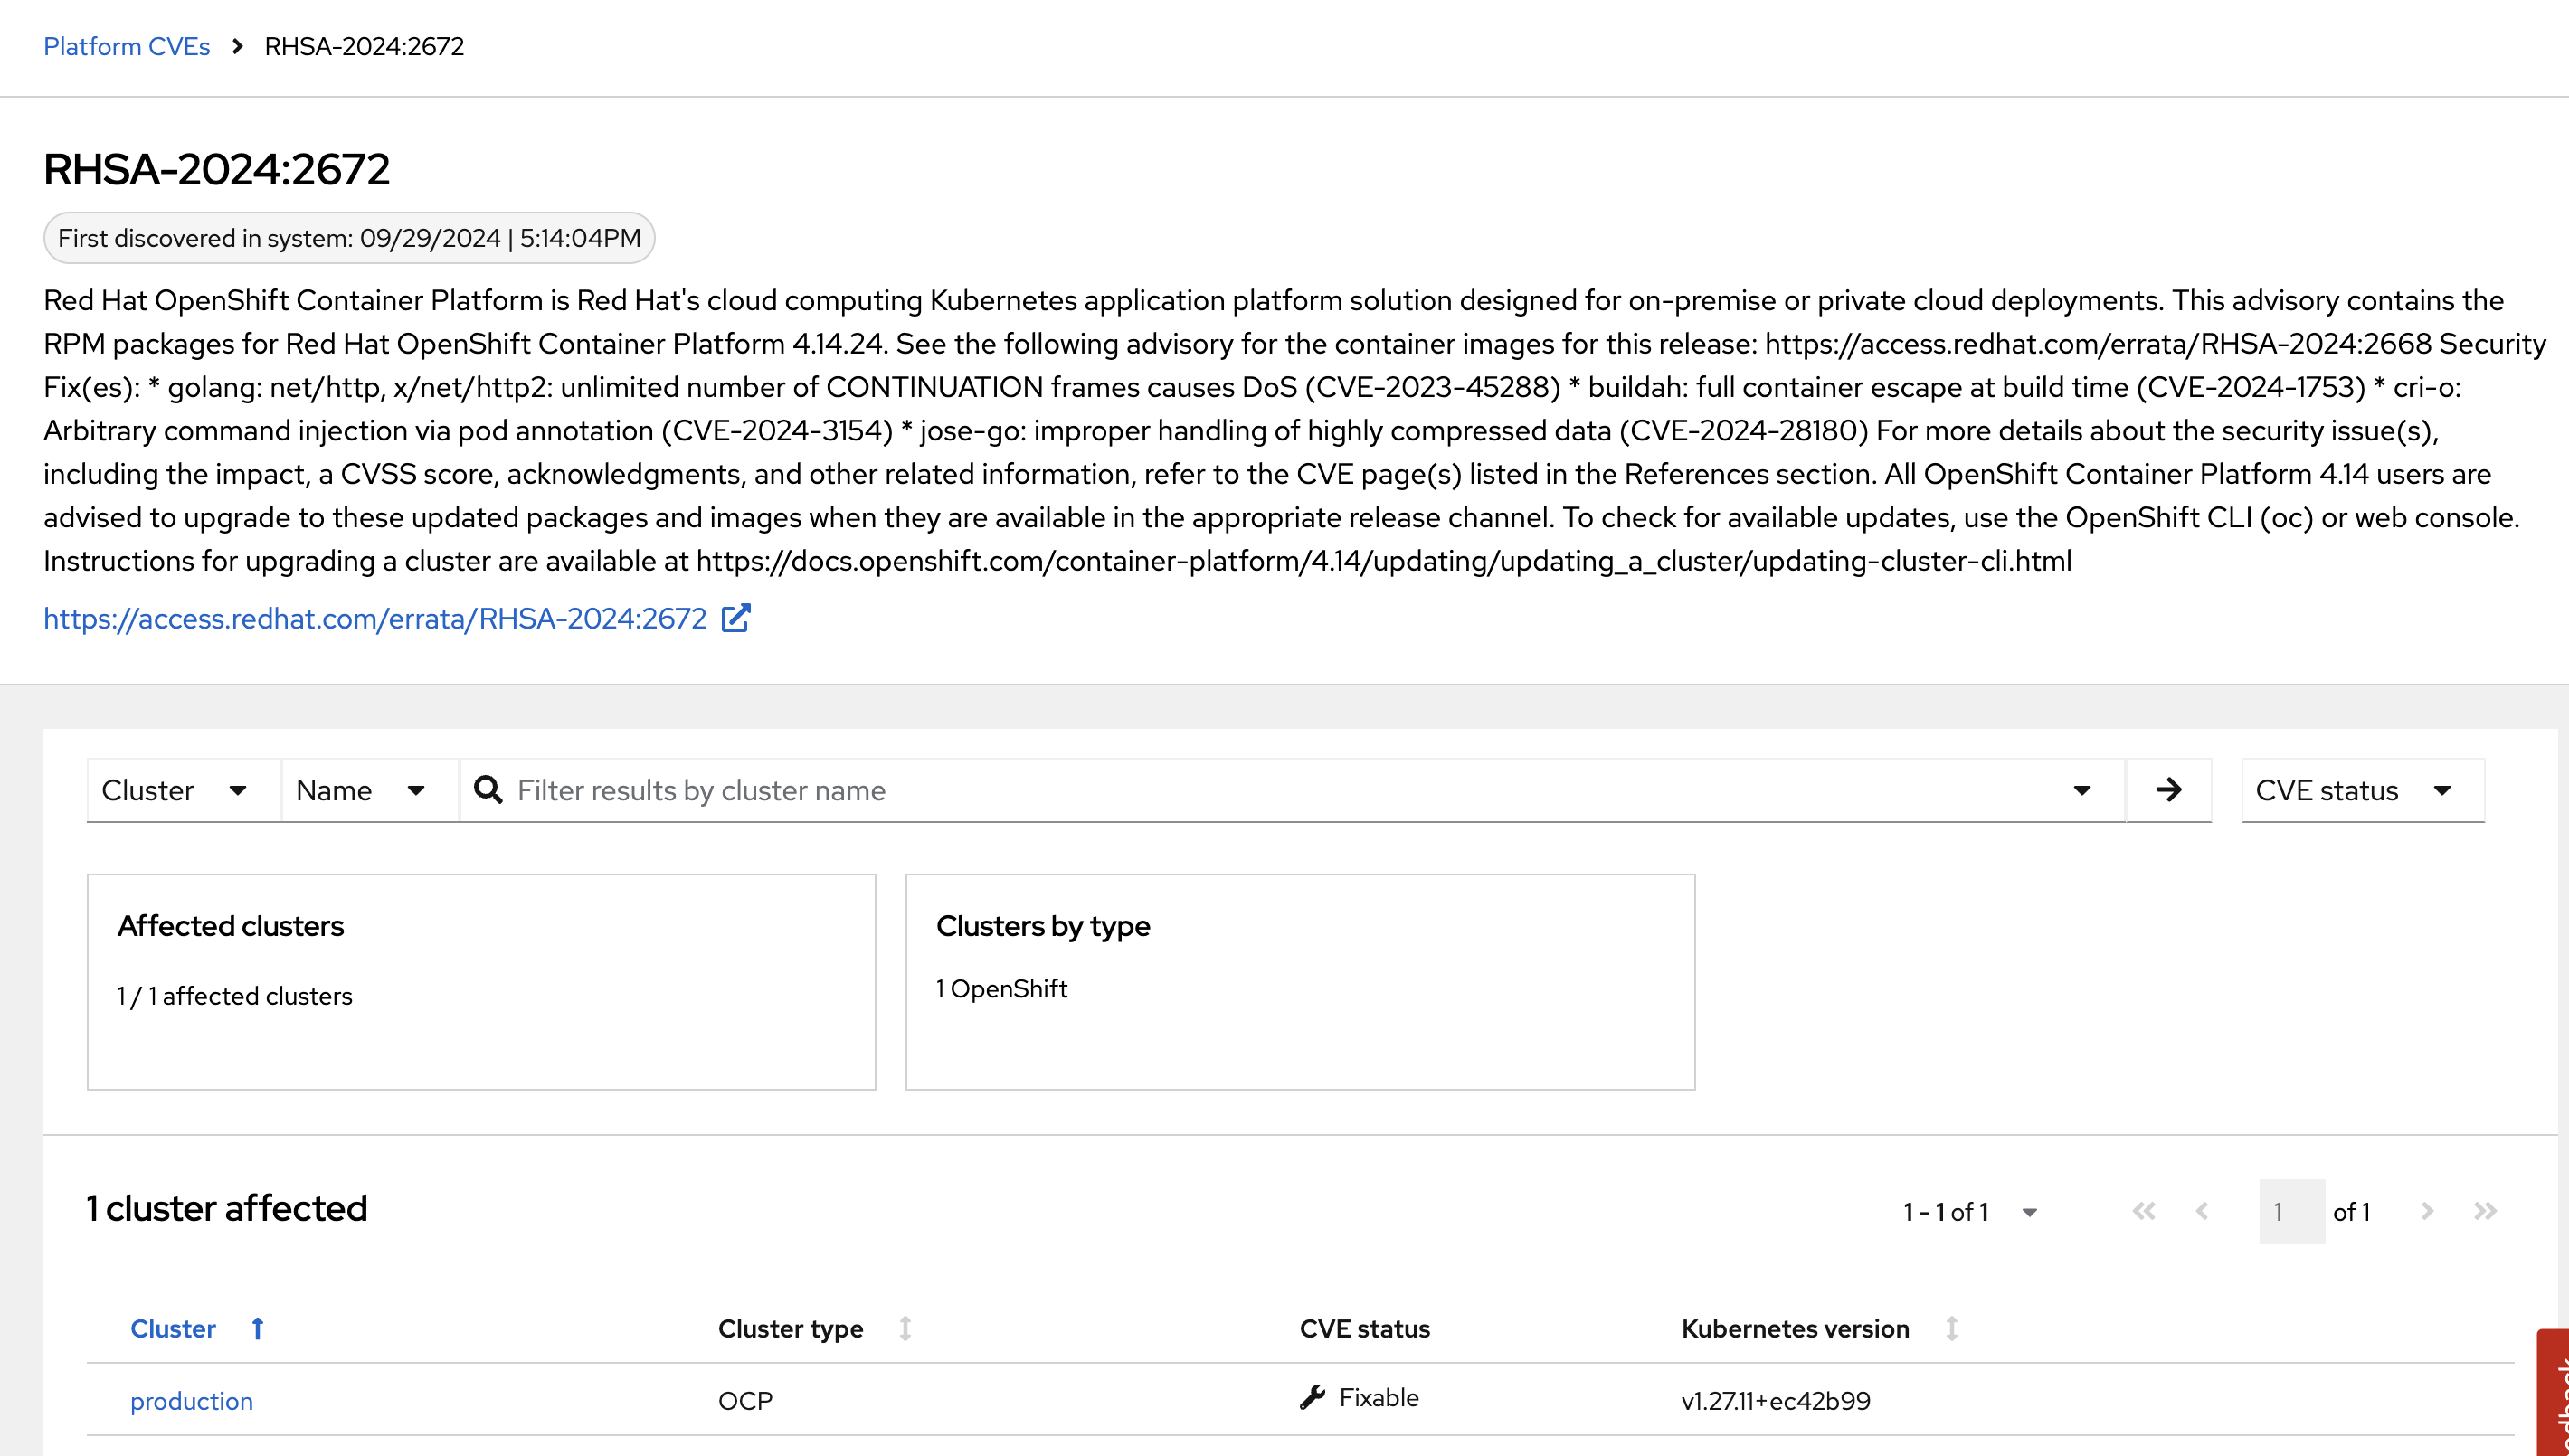 Platform CVEs > RHSA-2024:2672
RHSA-2024:2672
First discovered in system: 09/29/2024 | 5:14:04PM
Red Hat OpenShift Container Platform is Red Hat's cloud computing Kubernetes application platform solution designed for on-premise or private cloud deployments. This advisory contains the
RPM packages for Red Hat OpenShift Container Platform 4.14.24. See the following advisory for the container images for this release: https://access.redhat.com/errata/RHSA-2024:2668 Security
Fix(es): * golang: net/http, x/net/http2: unlimited number of CONTINUATION frames causes DoS (CVE-2023-45288) * buildah: full container escape at build time (CVE-2024-1753) * cri-o:
Arbitrary command injection via pod annotation (CVE-2024-3154) * jose-go: improper handling of highly compressed data (CVE-2024-28180) For more details about the security issue(s),
including the impact, a CVSS score, acknowledgments, and other related information, refer to the CVE page(s) listed in the References section. All OpenShift Container Platform 4.14 users are
advised to upgrade to these updated packages and images when they are available in the appropriate release channel. To check for available updates, use the OpenShift CLI (oc) or web console.
Instructions for upgrading a cluster are available at https://docs.openshift.com/container-platform/4.14/updating/updating_a_cluster/updating-cluster-cli.html
https://access.redhat.com/errata/RHSA-2024:2672
Cluster Name Filter results by cluster name CVE status
Affected clusters
1 / 1 affected clusters
Clusters by type
1 OpenShift
1 cluster affected
1 - 1 of 1
1 of 1
Cluster Cluster type CVE status Kubernetes version
production OCP Fixable v1.27.11+ec42b99